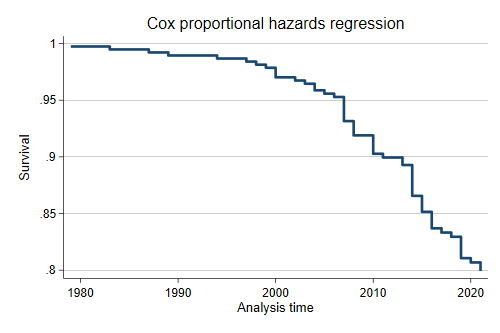 Cox proportional hazards regression
1
.95
.9
.85
.8
Survival
1980 1990 2000 2010 2020
Analysis time